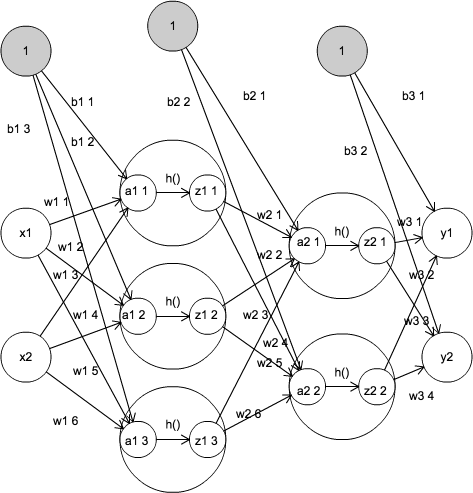 1
1
1
b1 1
b2 2
b2 1
b3 1
b1 3
b1 2
b3 2
h()
a1 1
z1 1
w1 1
w2 1
w3 1
h()
x1
w1 2
a2 1
z2 1
y1
w2 2
w1 3
w3 2
h()
w1 4
a1 2
z1 2
w2 3
w3 3
w2 4
x2
w2 5
y2
w1 5
h()
a2 2
z2 2
w3 4
w1 6
h()
w2 6
a1 3
z1 3